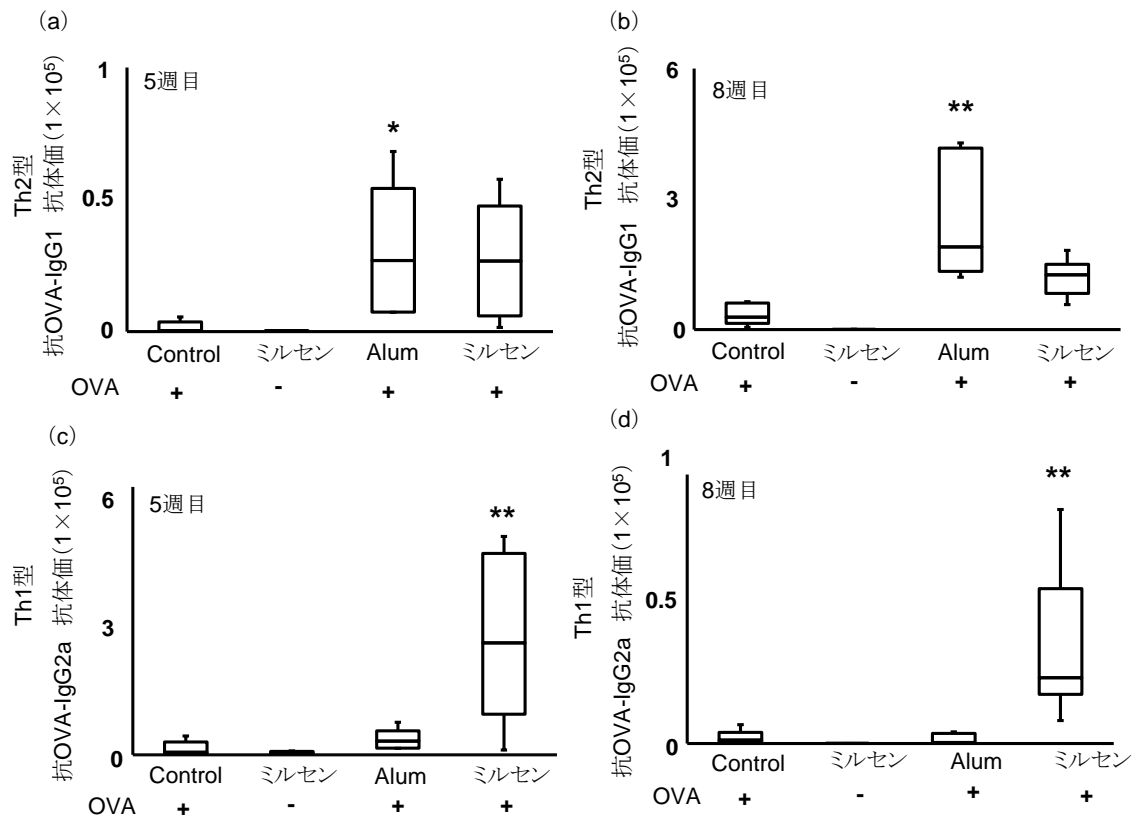 (a)
Th2型
抗OVA-IgG1 抗体価(1×10⁵)
1
0.5
0
5週目
*
Control ミルセン Alum ミルセン
OVA + - + +
(b)
Th2型
抗OVA-IgG1 抗体価(1×10⁵)
6
3
0
8週目
**
Control ミルセン Alum ミルセン
OVA + - + +
(c)
Th1型
抗OVA-IgG2a 抗体価(1×10⁵)
6
3
0
5週目
**
Control ミルセン Alum ミルセン
OVA + - + +
(d)
Th1型
抗OVA-IgG2a 抗体価(1×10⁵)
1
0.5
0
8週目
**
Control ミルセン Alum ミルセン
OVA + - + +